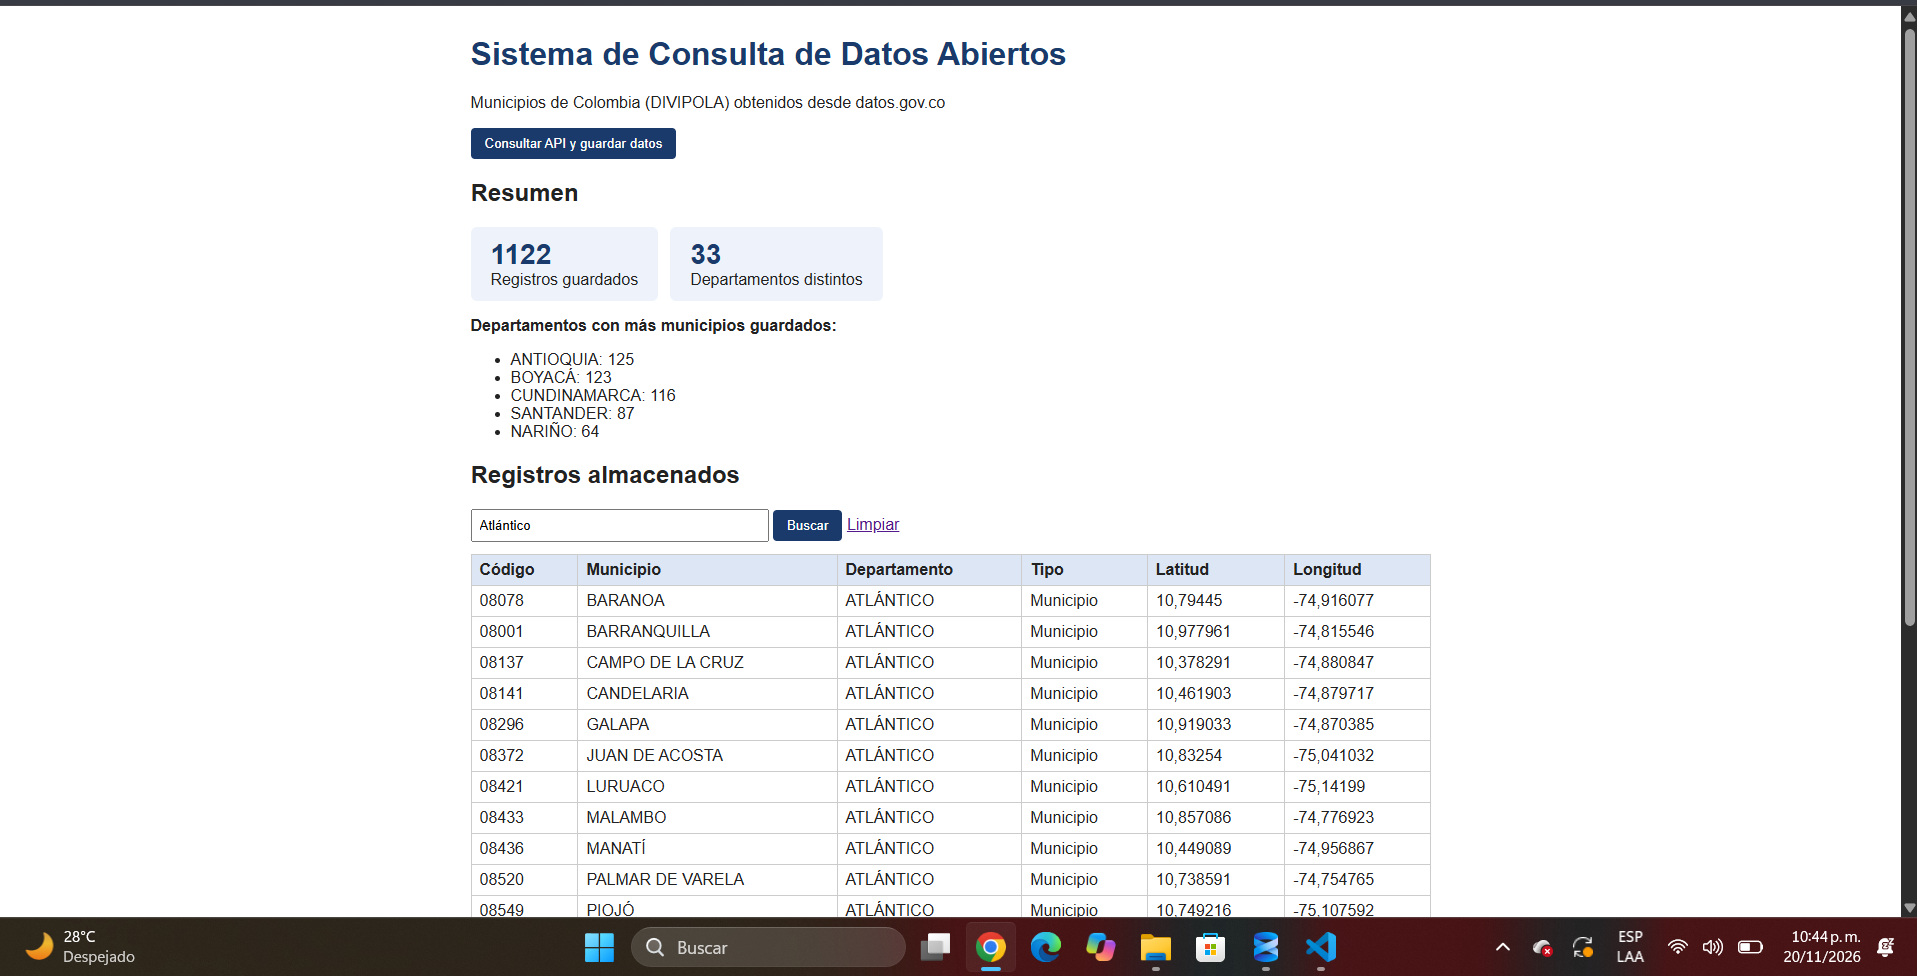 Sistema de Consulta de Datos Abiertos
Municipios de Colombia (DIVIPOLA) obtenidos desde datos.gov.co
Consultar API y guardar datos
Resumen
1122 33
Registros guardados Departamentos distintos
Departamentos con más municipios guardados:
• ANTIOQUIA: 125
• BOYACÁ: 123
• CUNDINAMARCA: 116
• SANTANDER: 87
• NARIÑO: 64
Registros almacenados
Atlántico Buscar Limpiar
Código Municipio Departamento Tipo Latitud Longitud
08078 BARANOA ATLÁNTICO Municipio 10,79445 -74,916077
08001 BARRANQUILLA ATLÁNTICO Municipio 10,977961 -74,815546
08137 CAMPO DE LA CRUZ ATLÁNTICO Municipio 10,378291 -74,880847
08141 CANDELARIA ATLÁNTICO Municipio 10,461903 -74,879717
08296 GALAPA ATLÁNTICO Municipio 10,919033 -74,870385
08372 JUAN DE ACOSTA ATLÁNTICO Municipio 10,83254 -75,041032
08421 LURUACO ATLÁNTICO Municipio 10,610491 -75,14199
08433 MALAMBO ATLÁNTICO Municipio 10,857086 -74,776923
08436 MANATÍ ATLÁNTICO Municipio 10,449089 -74,956867
08520 PALMAR DE VARELA ATLÁNTICO Municipio 10,738591 -74,754765
08549 PIOJÓ ATLÁNTICO Municipio 10,749216 -75,107592
28°C
Despejado
Buscar
ESP
LAA
10:44 p. m.
20/11/2026